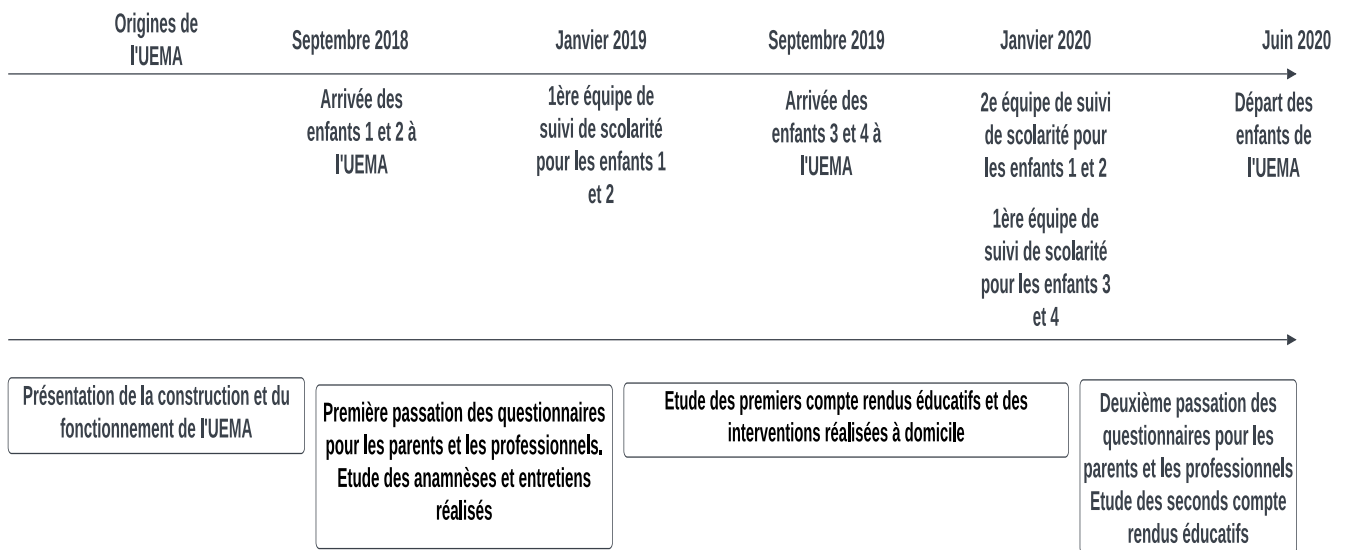 Origines de
l'UEMA
Septembre 2018
Janvier 2019
Septembre 2019
Janvier 2020
Juin 2020
Arrivée des
enfants 1 et 2 à
l'UEMA
1ère équipe de
suivi de scolarité
pour les enfants 1
et 2
Arrivée des
enfants 3 et 4 à
l'UEMA
2e équipe de suivi
de scolarité pour
les enfants 1 et 2
1ère équipe de
suivi de scolarité
pour les enfants 3
et 4
Départ des
enfants de
l'UEMA
Présentation de la construction et du
fonctionnement de l'UEMA
Première passation des questionnaires
pour les parents et les professionnels.
Etude des anamnèses et entretiens
réalisés
Etude des premiers compte rendus éducatifs et des
interventions réalisées à domicile
Deuxième passation des
questionnaires pour les
parents et les professionnels
Etude des seconds compte
rendus éducatifs